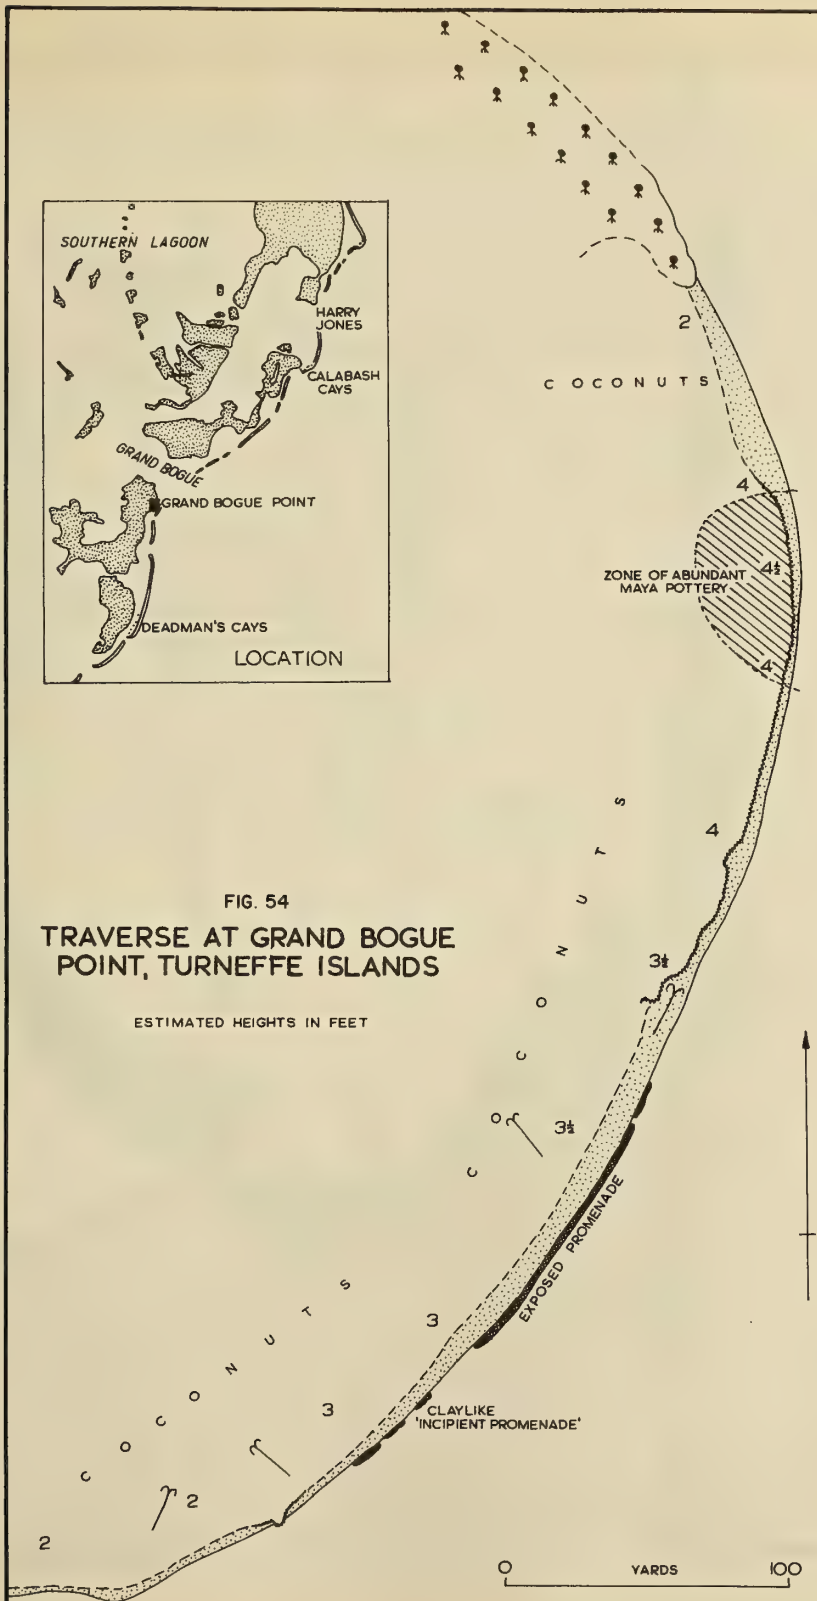 SOUTHERN LAGOON
HARRY
JONES
CALABASH
CAYS
GRAND BOGUE
GRAND BOGUE POINT
DEADMAN'S CAYS
LOCATION
2
COCONUTS
4
4½
ZONE OF ABUNDANT
MAYA POTTERY
4
4
COCONUTS
3½
FIG. 54
TRAVERSE AT GRAND BOGUE
POINT, TURNEFFE ISLANDS
ESTIMATED HEIGHTS IN FEET
3½
EXPOSED PROMENADE
3
COCONUTS
3
CLAYLIKE
'INCIPIENT PROMENADE'
2
2
0 YARDS 100